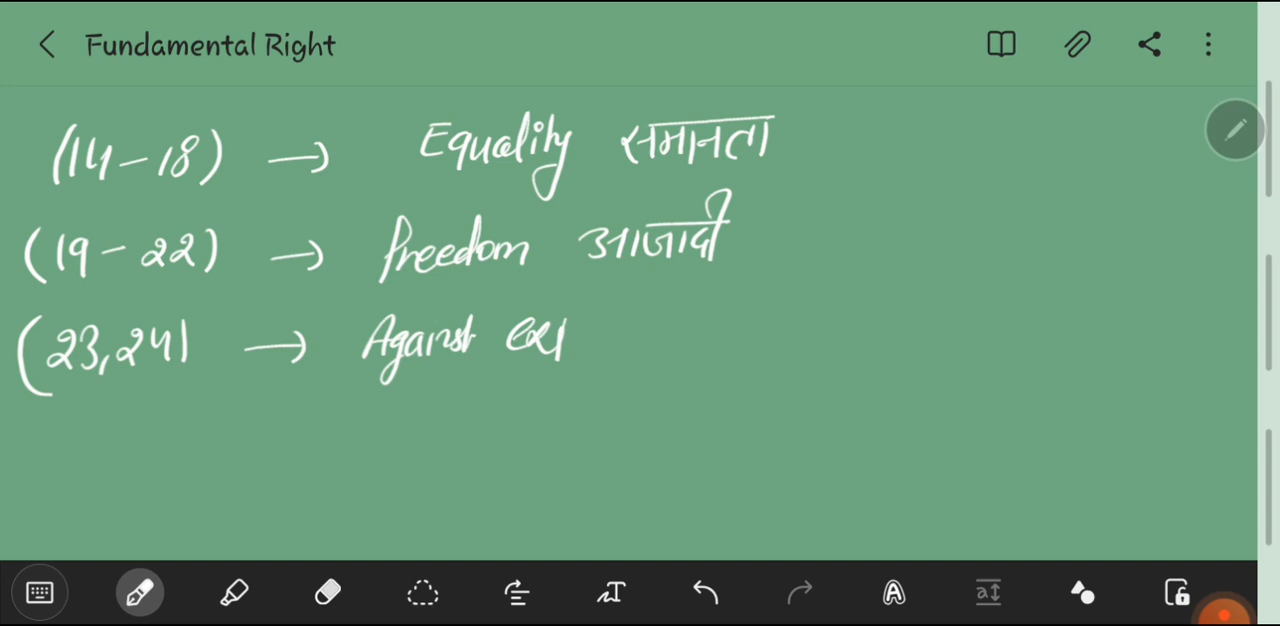 Fundamental Right
(14-18) → Equality समानता
(19-22) → freedom आजादी
(23,24) → Against